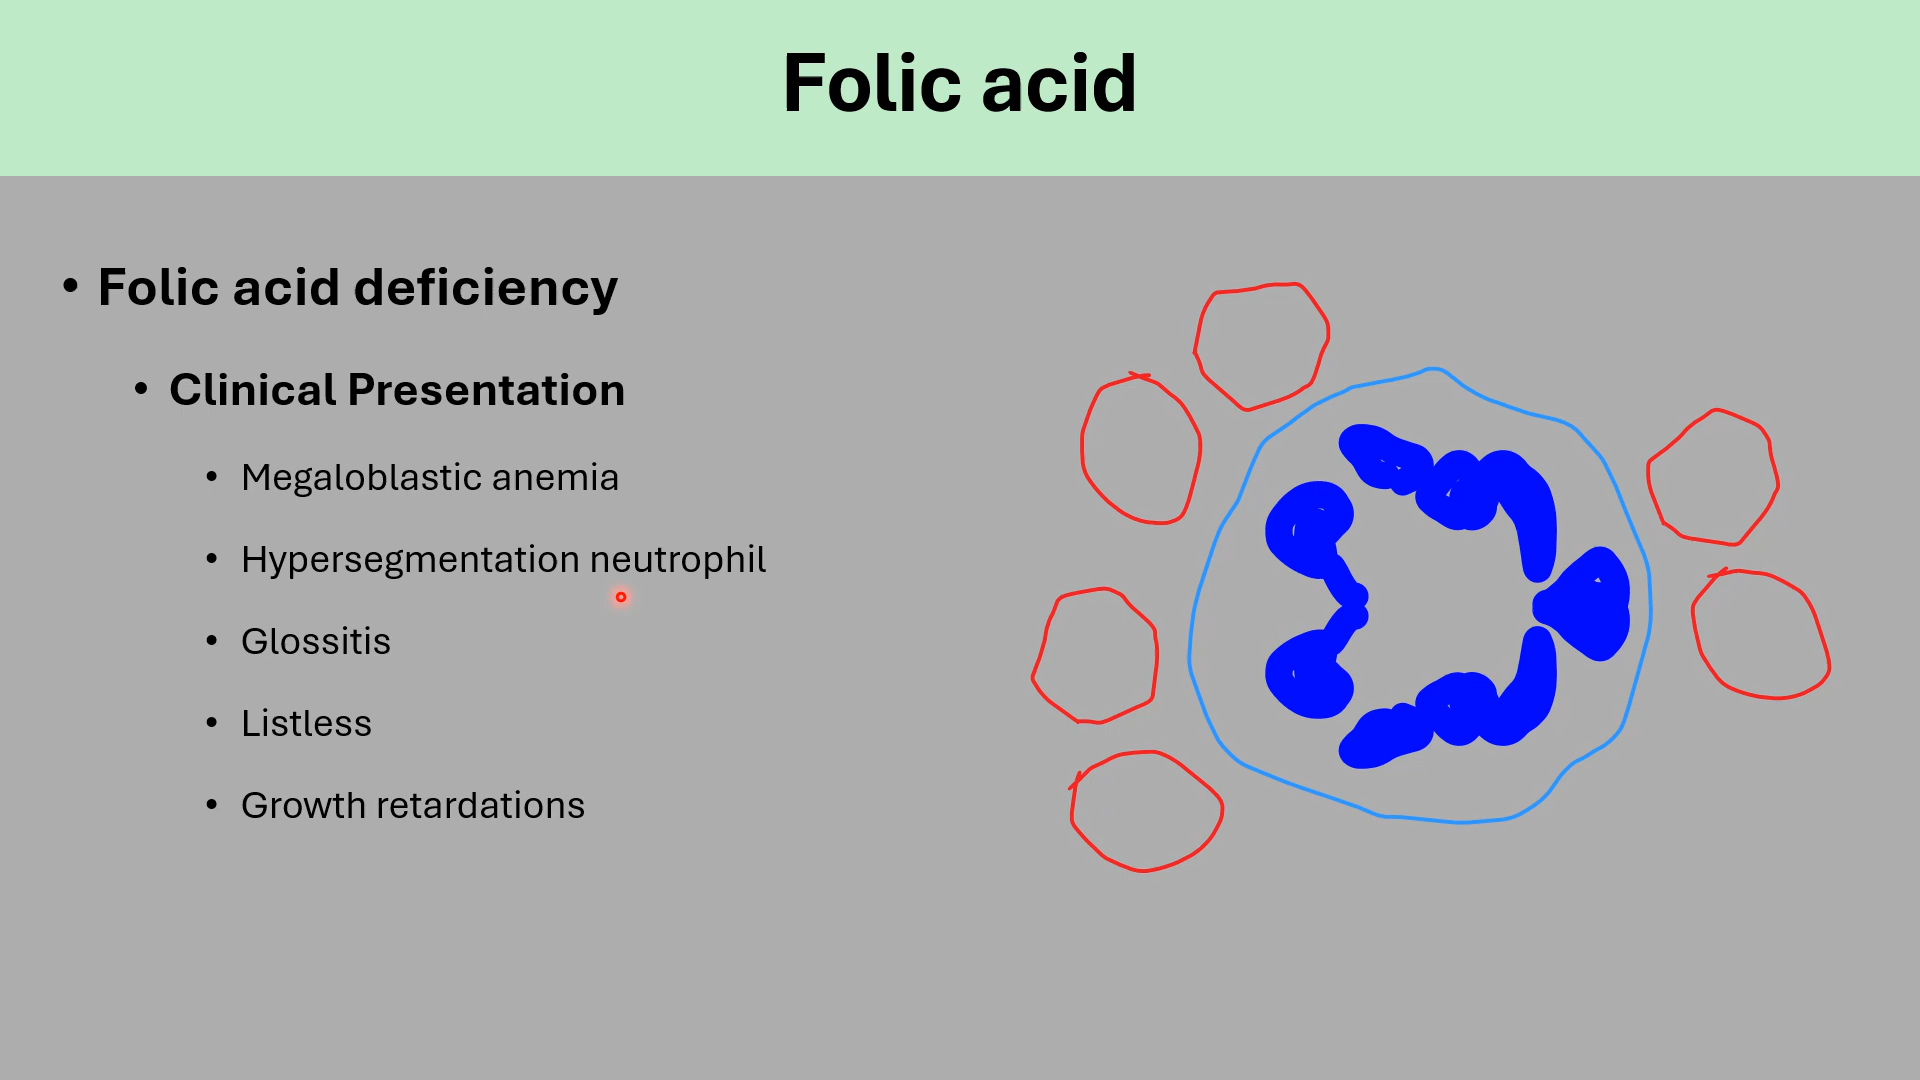 Folic acid
• Folic acid deficiency
• Clinical Presentation
• Megaloblastic anemia
• Hypersegmentation neutrophil
• Glossitis
• Listless
• Growth retardations